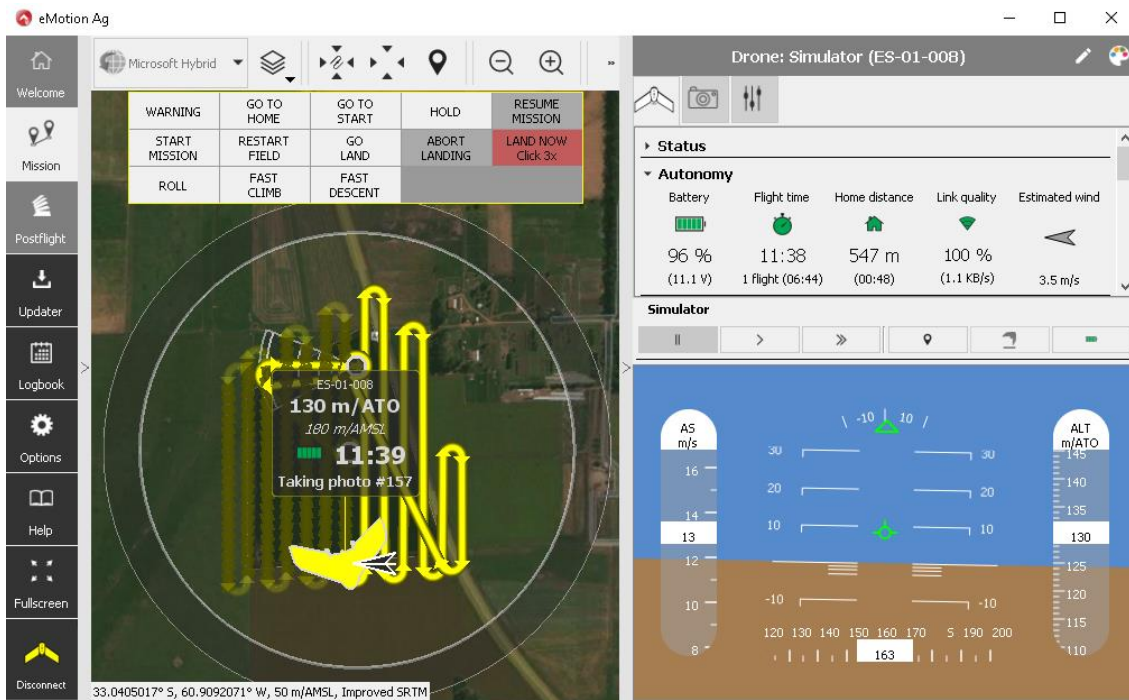 eMotion Ag
Welcome
Mission
Postflight
Updater
Logbook
Options
Help
Fullscreen
Disconnect
Microsoft Hybrid
»
WARNING
GO TO HOME
GO TO START
HOLD
RESUME MISSION
START MISSION
RESTART FIELD
GO LAND
ABORT LANDING
LAND NOW Click 3x
ROLL
FAST CLIMB
FAST DESCENT
ES-01-008
130 m/ATO
180 m/AMSL
11:39
Taking photo #157
33.0405017° S, 60.9092071° W, 50 m/AMSL, Improved SRTM
Drone: Simulator (ES-01-008)
Status
Autonomy
Battery Flight time Home distance Link quality Estimated wind
96 % 11:38 547 m 100 %
(11.1 V) 1 flight (06:44) (00:48) (1.1 KB/s) 3.5 m/s
Simulator
AS m/s
16
14
13
12
10
8
-10 10
30 30
20 20
10 10
-10 -10
120 130 140 150 160 170 S 190 200
163
ALT m/ATO
145
140
135
130
125
120
115
110